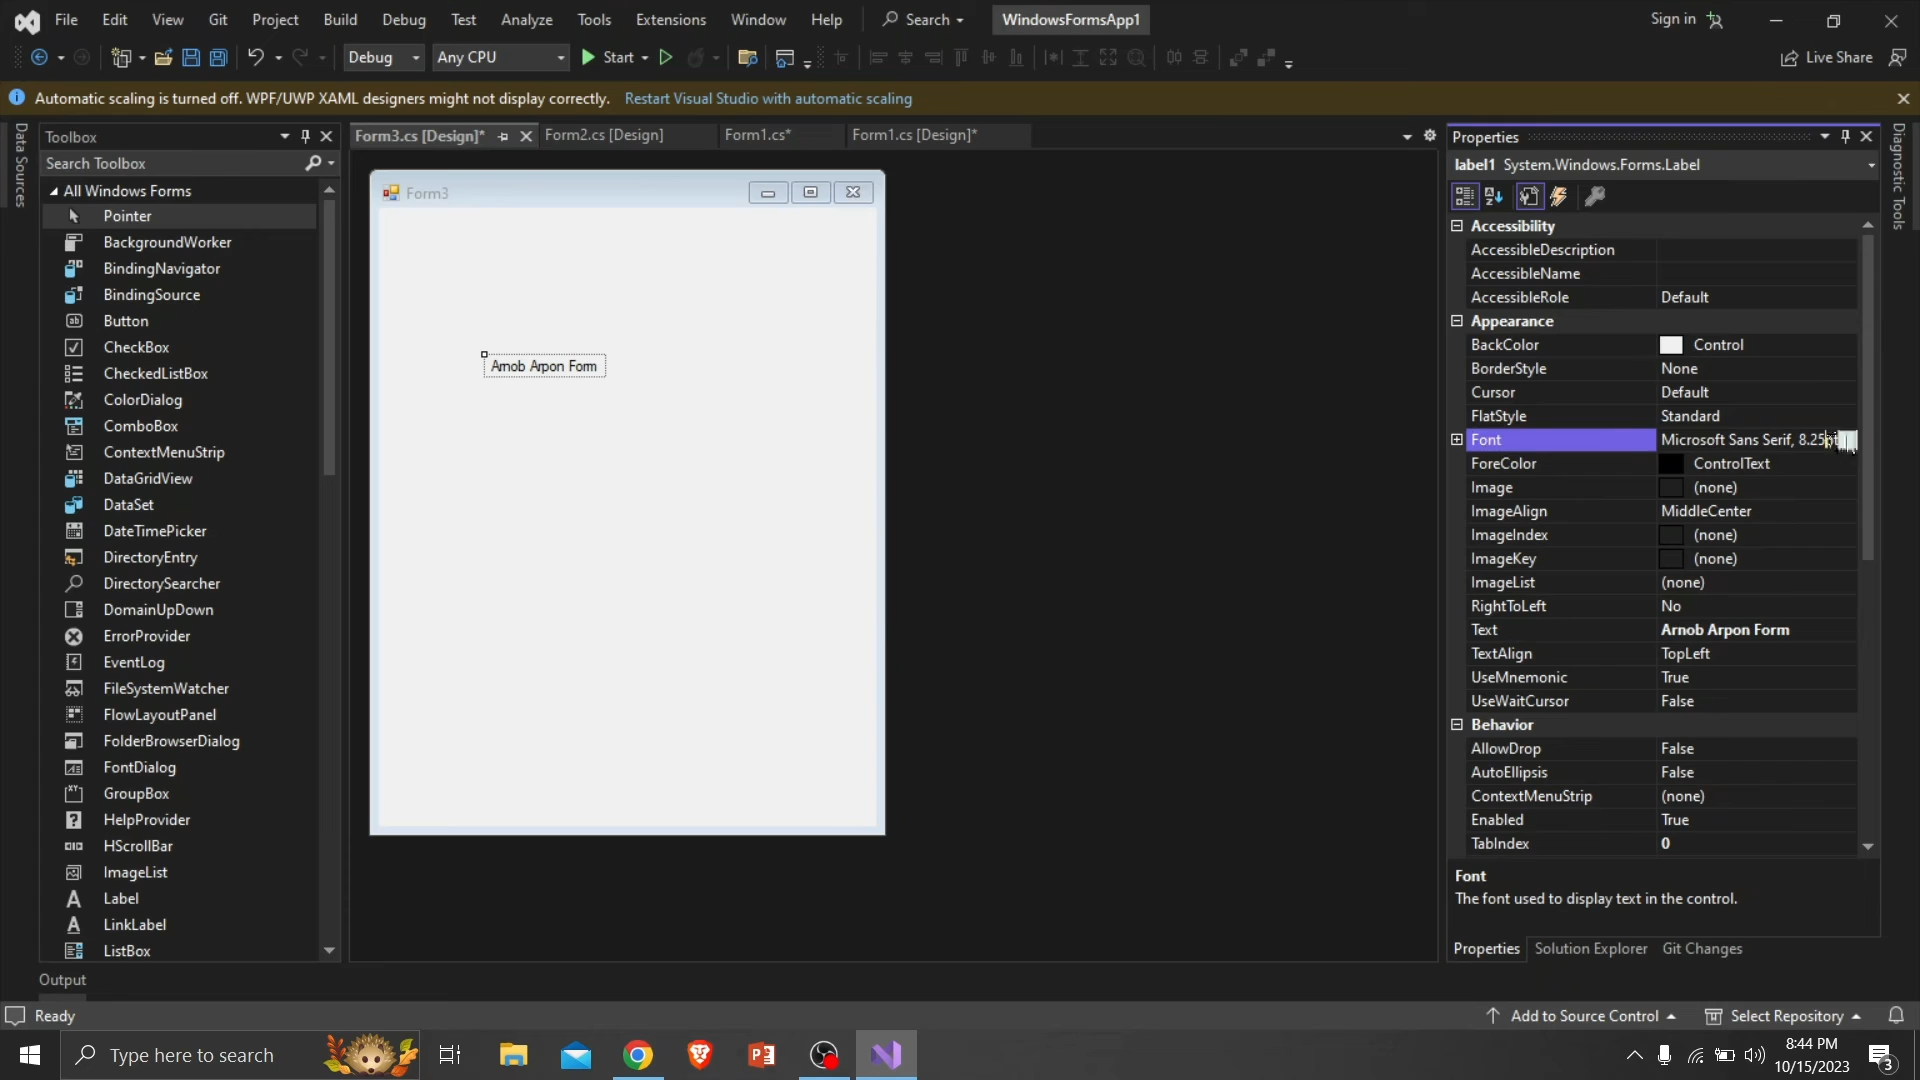 File Edit View Git Project Build Debug Test Analyze Tools Extensions Window Help Search WindowsFormsApp1 Sign in
Debug Any CPU Start Live Share
Automatic scaling is turned off. WPF/UWP XAML designers might not display correctly. Restart Visual Studio with automatic scaling
Data Sources
Toolbox
Search Toolbox
All Windows Forms
Pointer
BackgroundWorker
BindingNavigator
BindingSource
Button
CheckBox
CheckedListBox
ColorDialog
ComboBox
ContextMenuStrip
DataGridView
DataSet
DateTimePicker
DirectoryEntry
DirectorySearcher
DomainUpDown
ErrorProvider
EventLog
FileSystemWatcher
FlowLayoutPanel
FolderBrowserDialog
FontDialog
GroupBox
HelpProvider
HScrollBar
ImageList
Label
LinkLabel
ListBox
Form3.cs [Design]* Form2.cs [Design] Form1.cs* Form1.cs [Design]*
Form3
Arnob Arpon Form
Properties
label1 System.Windows.Forms.Label
Accessibility
AccessibleDescription
AccessibleName
AccessibleRole Default
Appearance
BackColor Control
BorderStyle None
Cursor Default
FlatStyle Standard
Font Microsoft Sans Serif, 8.25pt
ForeColor ControlText
Image (none)
ImageAlign MiddleCenter
ImageIndex (none)
ImageKey (none)
ImageList (none)
RightToLeft No
Text Arnob Arpon Form
TextAlign TopLeft
UseMnemonic True
UseWaitCursor False
Behavior
AllowDrop False
AutoEllipsis False
ContextMenuStrip (none)
Enabled True
TabIndex 0
Font
The font used to display text in the control.
Properties Solution Explorer Git Changes
Diagnostic Tools
Output
Ready Add to Source Control Select Repository
Type here to search
8:44 PM
10/15/2023
3